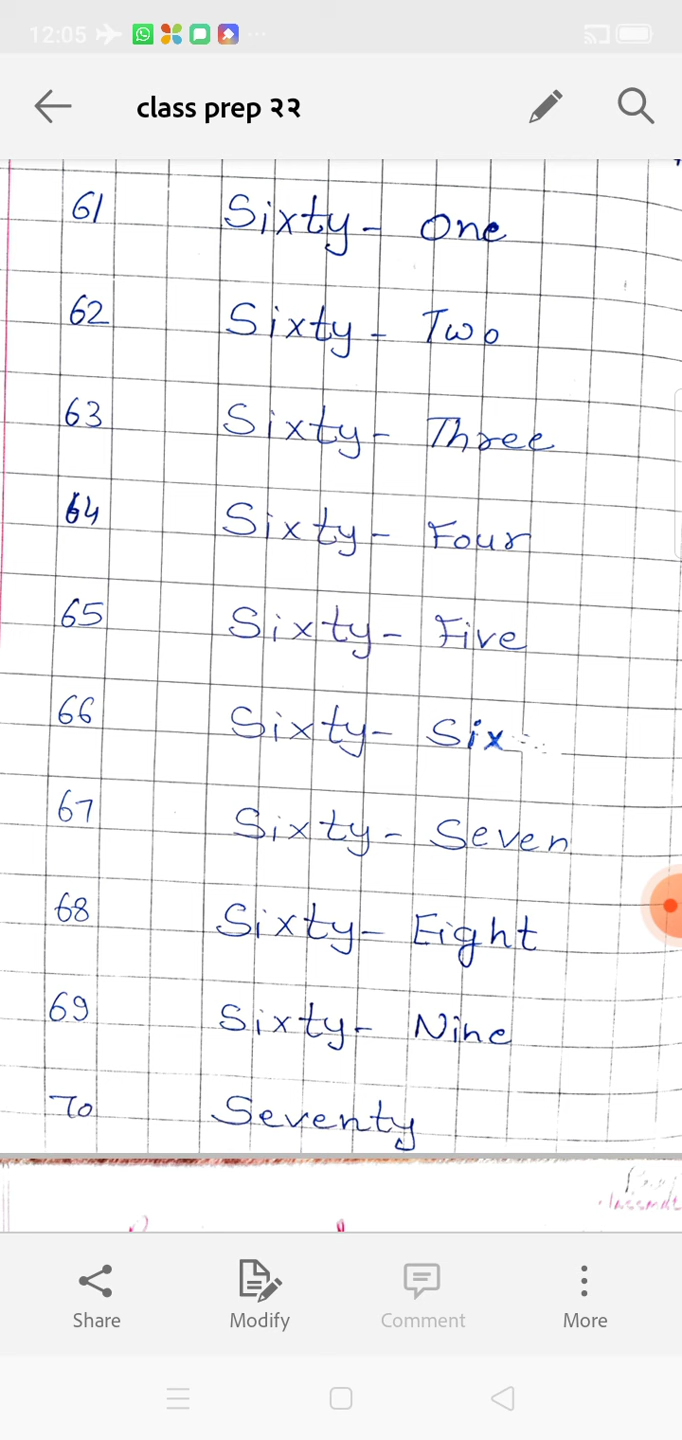 12:05
class prep २२
61 Sixty- One
62 Sixty- Two
63 Sixty- Three
64 Sixty- Four
65 Sixty- Five
66 Sixty- Six
67 Sixty- Seven
68 Sixty- Eight
69 Sixty- Nine
70 Seventy
Share Modify Comment More